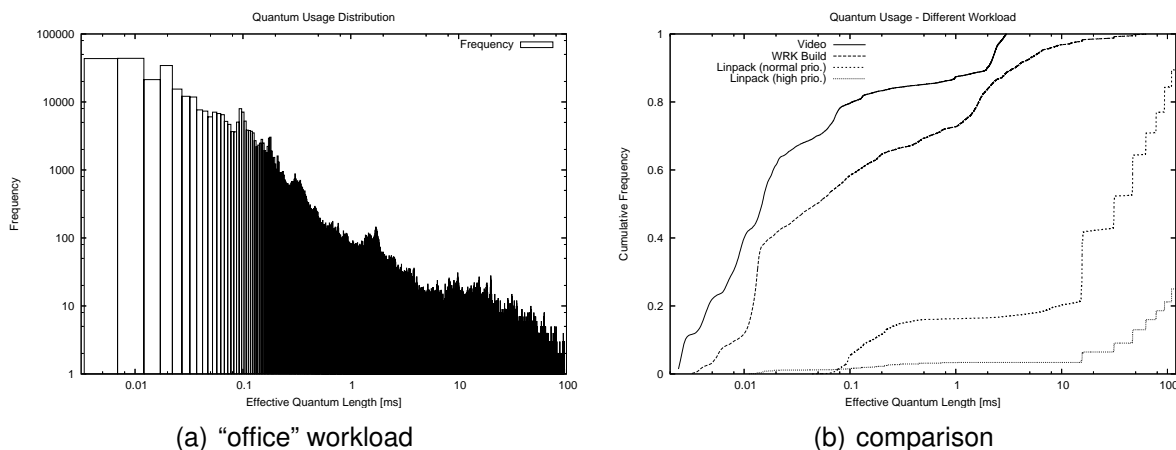 Quantum Usage Distribution
Frequency
100000
10000
1000
100
10
1
Frequency
0.01 0.1 1 10 100
Effective Quantum Length [ms]
(a) “office” workload
Quantum Usage - Different Workload
Video
WRK Build
Linpack (normal prio.)
Linpack (high prio.)
1
0.8
0.6
0.4
0.2
0
Cumulative Frequency
0.01 0.1 1 10 100
Effective Quantum Length [ms]
(b) comparison